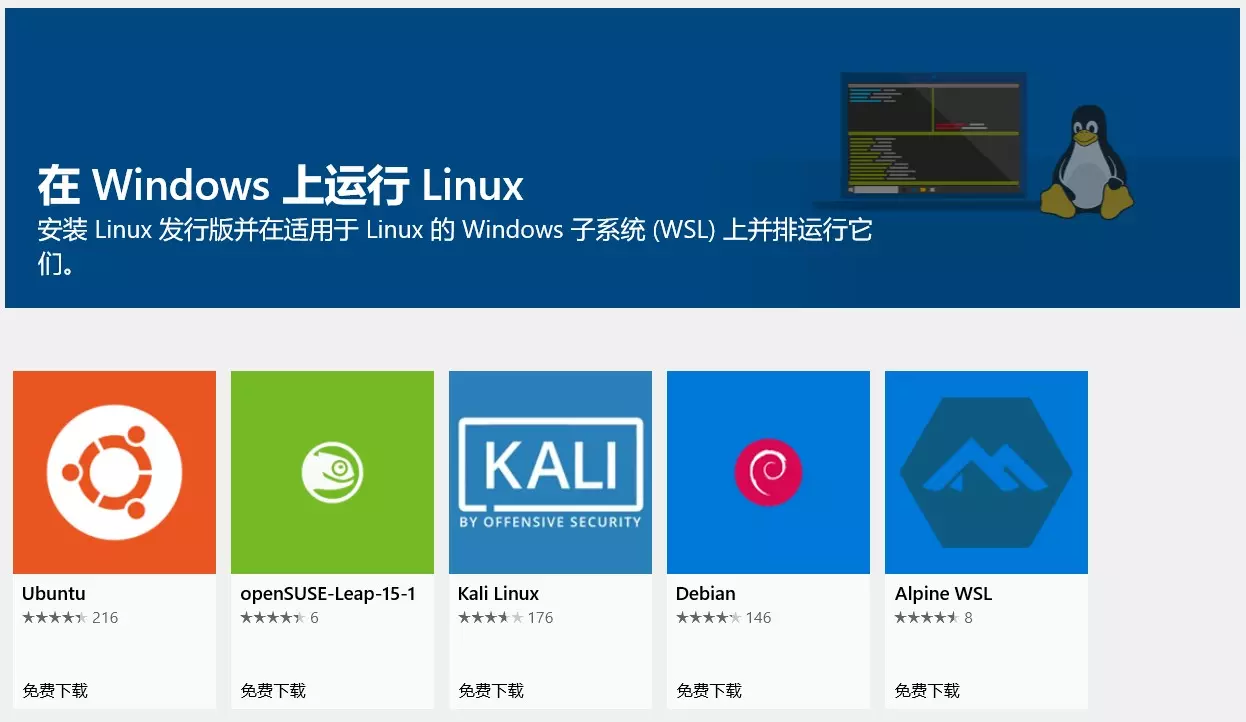 在 Windows 上运行 Linux
安装 Linux 发行版并在适用于 Linux 的 Windows 子系统 (WSL) 上并排运行它
们。
KALI
BY OFFENSIVE SECURITY
Ubuntu
216
免费下载
openSUSE-Leap-15-1
6
免费下载
Kali Linux
176
免费下载
Debian
146
免费下载
Alpine WSL
8
免费下载